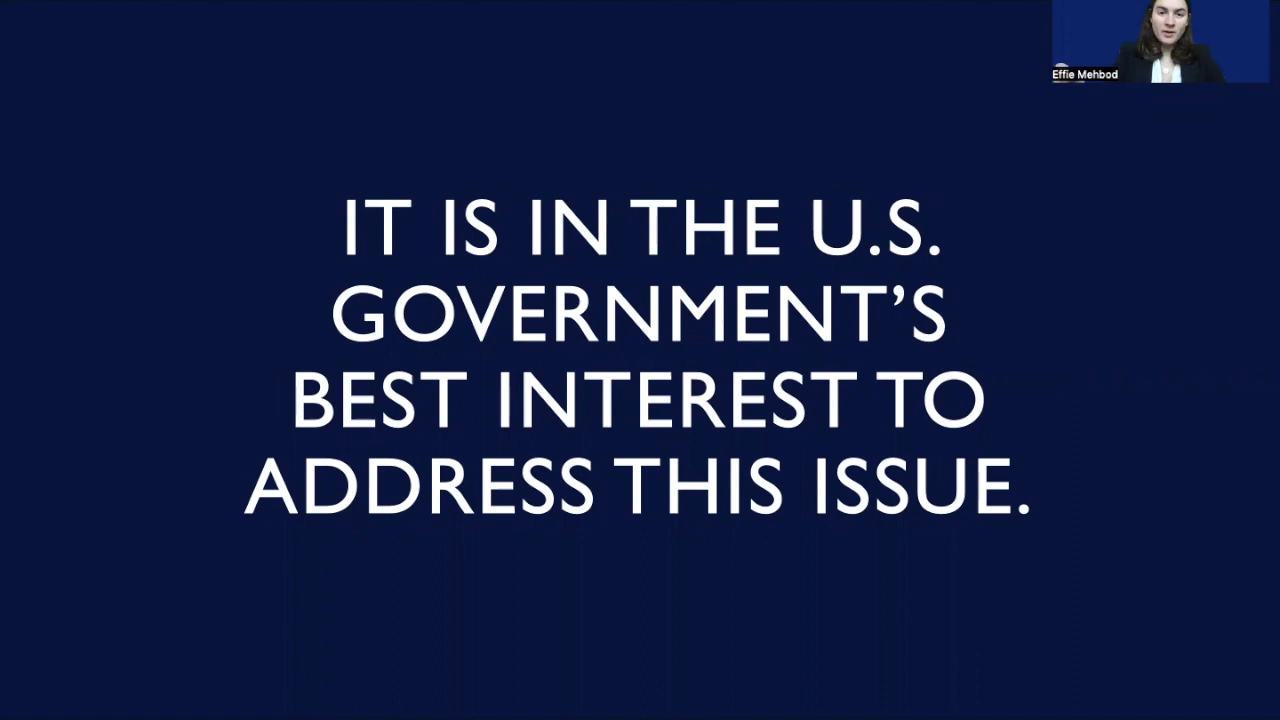 Effie Mehbod
IT IS IN THE U.S.
GOVERNMENT’S
BEST INTEREST TO
ADDRESS THIS ISSUE.